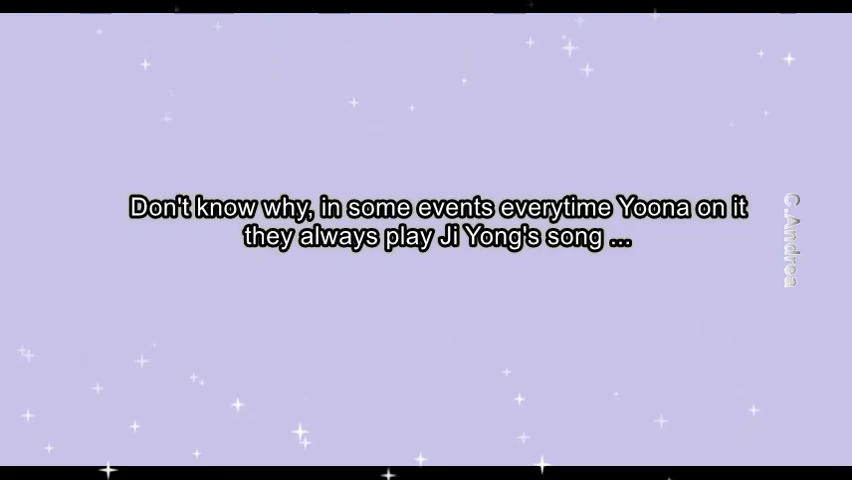 Don't know why, in some events everytime Yoona on it
they always play Ji Yong's song ...
C.Andrea